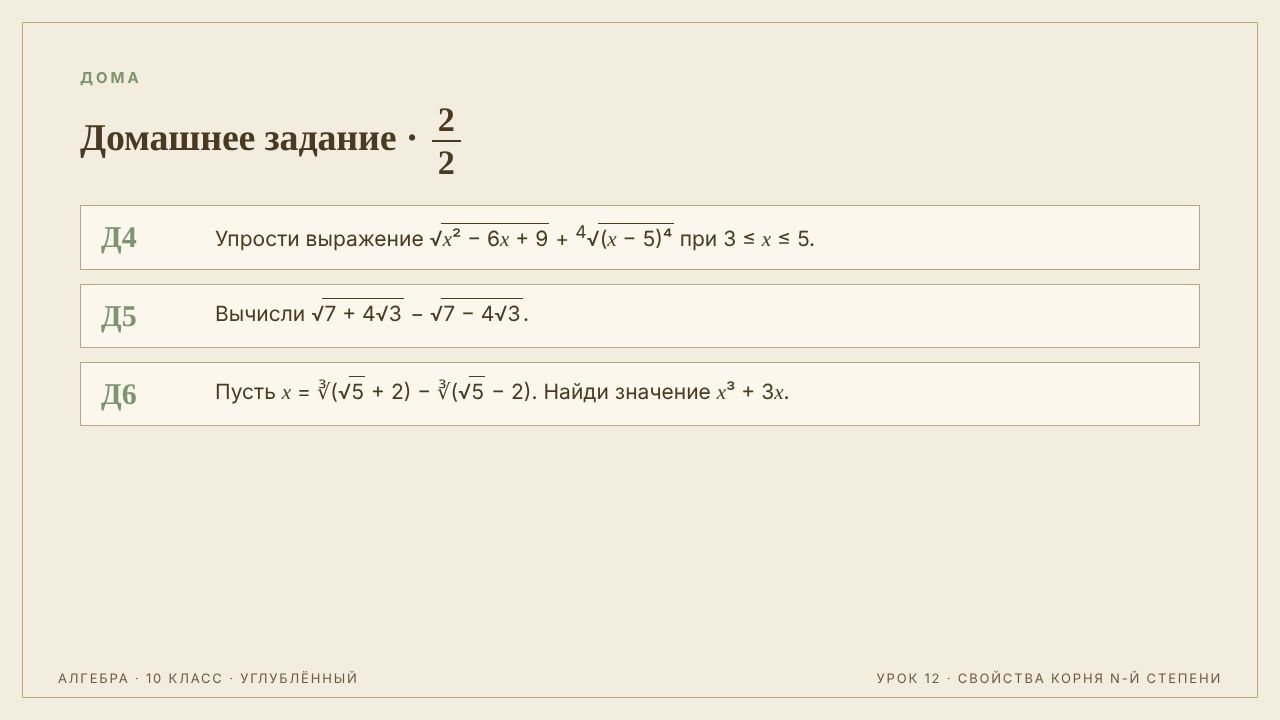 ДОМА
Домашнее задание · 2/2
Д4 Упрости выражение √(x² − 6x + 9) + ⁴√((x − 5)⁴) при 3 ≤ x ≤ 5.
Д5 Вычисли √(7 + 4√3) − √(7 − 4√3).
Д6 Пусть x = ∛(√5 + 2) − ∛(√5 − 2). Найди значение x³ + 3x.
АЛГЕБРА · 10 КЛАСС · УГЛУБЛЁННЫЙ
УРОК 12 · СВОЙСТВА КОРНЯ N-Й СТЕПЕНИ